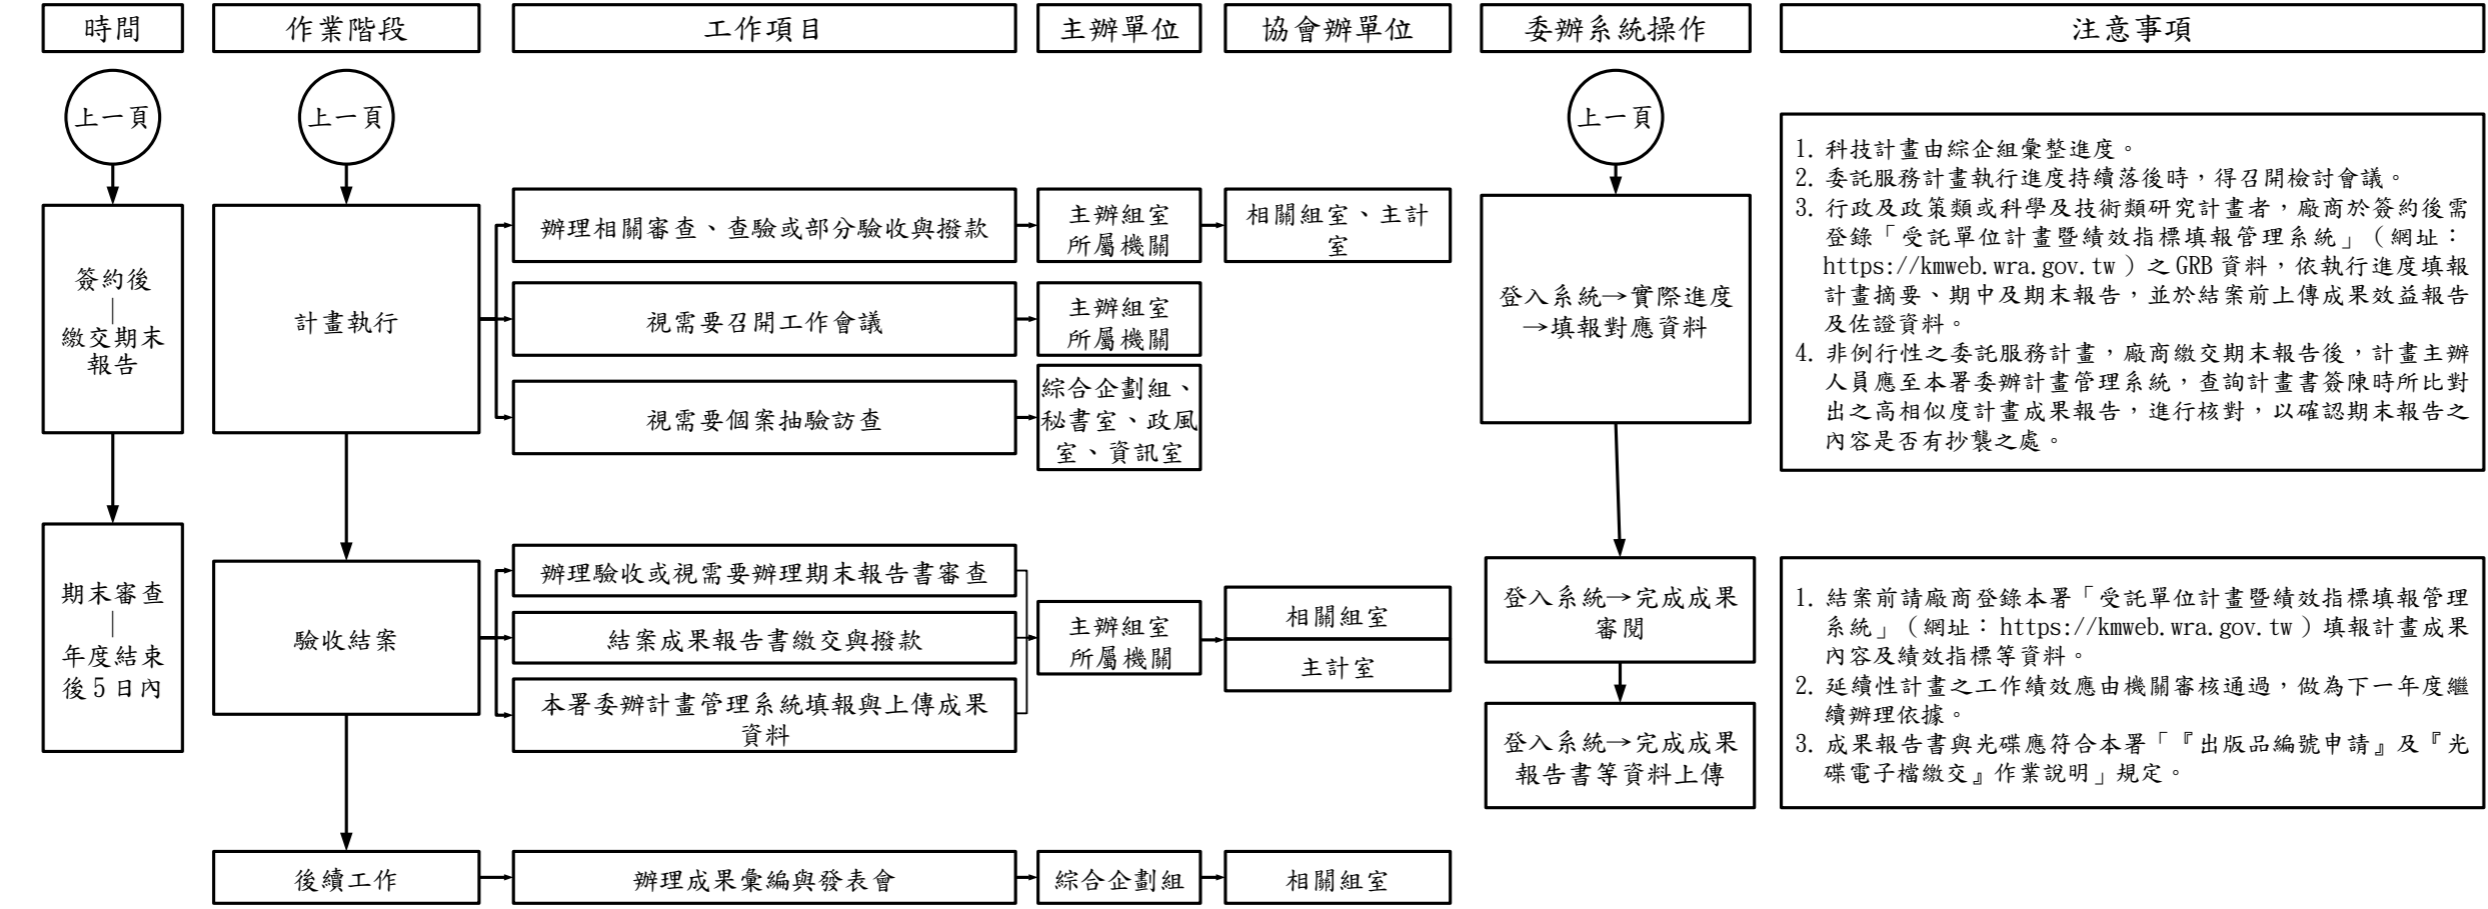 時間
作業階段
工作項目
主辦單位
協會辦單位
委辦系統操作
注意事項
上一頁
上一頁
上一頁
簽約後
|
繳交期末
報告
計畫執行
辦理相關審查、查驗或部分驗收與撥款
主辦組室
所屬機關
相關組室、主計
室
視需要召開工作會議
主辦組室
所屬機關
視需要個案抽驗訪查
綜合企劃組、
秘書室、政風
室、資訊室
登入系統→實際進度
→填報對應資料
1. 科技計畫由綜企組彙整進度。
2. 委託服務計畫執行進度持續落後時，得召開檢討會議。
3. 行政及政策類或科學及技術類研究計畫者，廠商於簽約後需
登錄「受託單位計畫暨績效指標填報管理系統」（網址：
https://kmweb.wra.gov.tw）之GRB資料，依執行進度填報
計畫摘要、期中及期末報告，並於結案前上傳成果效益報告
及佐證資料。
4. 非例行性之委託服務計畫，廠商繳交期末報告後，計畫主辦
人員應至本署委辦計畫管理系統，查詢計畫書簽陳時所比對
出之高相似度計畫成果報告，進行核對，以確認期末報告之
內容是否有抄襲之處。
期末審查
|
年度結束
後5日內
驗收結案
辦理驗收或視需要辦理期末報告書審查
結案成果報告書繳交與撥款
本署委辦計畫管理系統填報與上傳成果
資料
主辦組室
所屬機關
相關組室
主計室
登入系統→完成成果
審閱
登入系統→完成成果
報告書等資料上傳
1. 結案前請廠商登錄本署「受託單位計畫暨績效指標填報管理
系統」（網址：https://kmweb.wra.gov.tw）填報計畫成果
內容及績效指標等資料。
2. 延續性計畫之工作績效應由機關審核通過，做為下一年度繼
續辦理依據。
3. 成果報告書與光碟應符合本署「『出版品編號申請』及『光
碟電子檔繳交』作業說明」規定。
後續工作
辦理成果彙編與發表會
綜合企劃組
相關組室